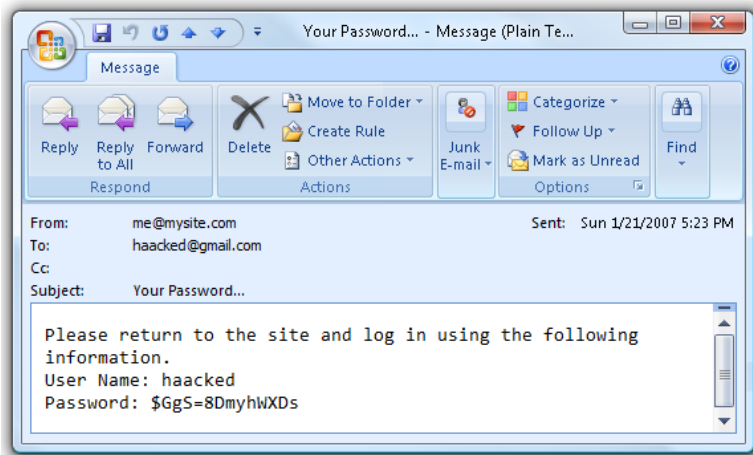 Your Password... - Message (Plain Te...
Message
Reply
Reply to All
Forward
Respond
Delete
Move to Folder
Create Rule
Other Actions
Actions
Junk E-mail
Categorize
Follow Up
Mark as Unread
Options
Find
From: me@mysite.com
Sent: Sun 1/21/2007 5:23 PM
To: haacked@gmail.com
Cc:
Subject: Your Passwo​rd...
Please return to the site and log in using the following
information.
User Name: haacked
Password: $GgS=8DmyhWXDs